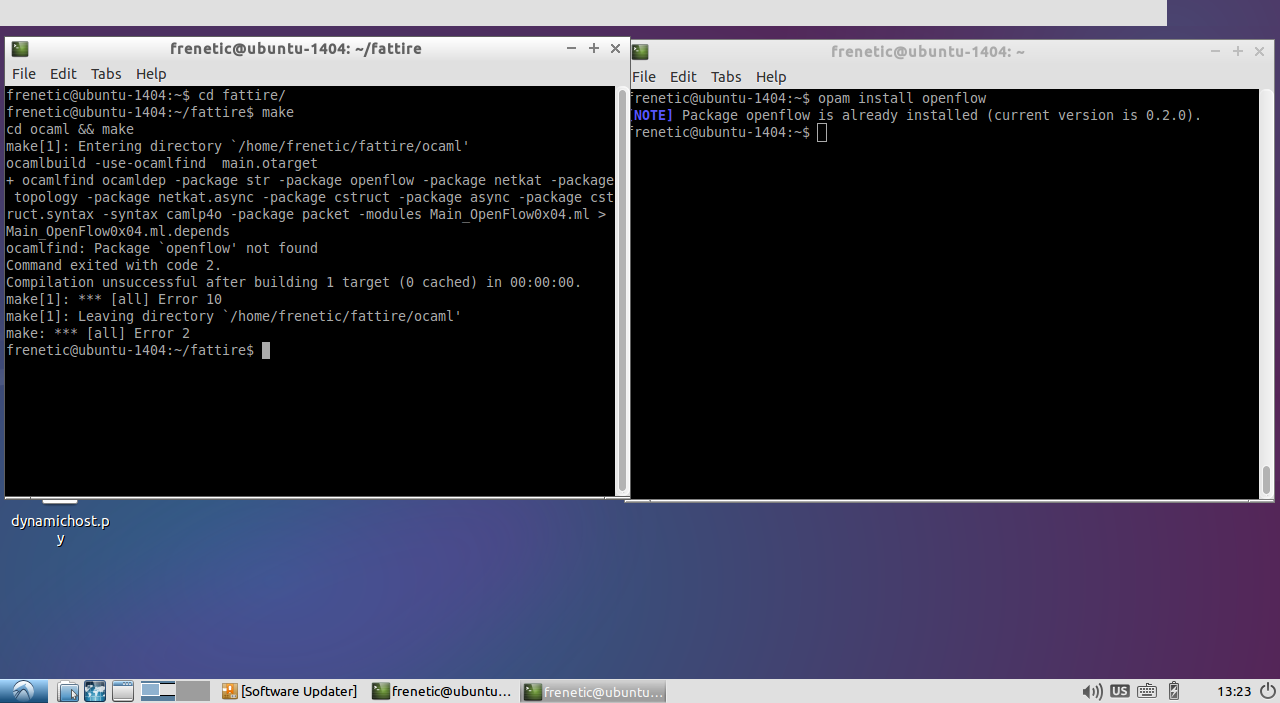 frenetic@ubuntu-1404: ~/fattire
File Edit Tabs Help
frenetic@ubuntu-1404:~$ cd fattire/
frenetic@ubuntu-1404:~/fattire$ make
cd ocaml && make
make[1]: Entering directory `/home/frenetic/fattire/ocaml'
ocamlbuild -use-ocamlfind  main.otarget
+ ocamlfind ocamldep -package str -package openflow -package netkat -package
 topology -package netkat.async -package cstruct -package async -package cst
ruct.syntax -syntax camlp4o -package packet -modules Main_OpenFlow0x04.ml >
Main_OpenFlow0x04.ml.depends
ocamlfind: Package `openflow' not found
Command exited with code 2.
Compilation unsuccessful after building 1 target (0 cached) in 00:00:00.
make[1]: *** [all] Error 10
make[1]: Leaving directory `/home/frenetic/fattire/ocaml'
make: *** [all] Error 2
frenetic@ubuntu-1404:~/fattire$
frenetic@ubuntu-1404: ~
File Edit Tabs Help
frenetic@ubuntu-1404:~$ opam install openflow
[NOTE] Package openflow is already installed (current version is 0.2.0).
frenetic@ubuntu-1404:~$
dynamichost.p
y
[Software Updater] frenetic@ubuntu... frenetic@ubuntu... US 13:23